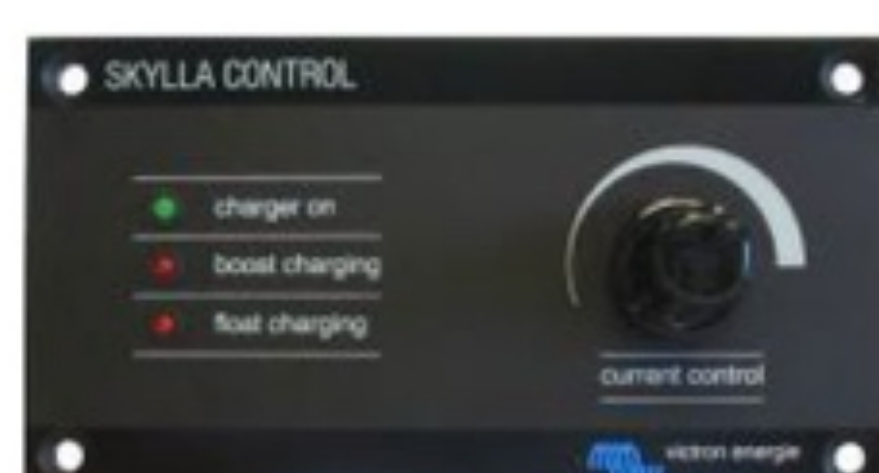 SKYLLA CONTROL
charger on
boost charging
float charging
current control
victron energie